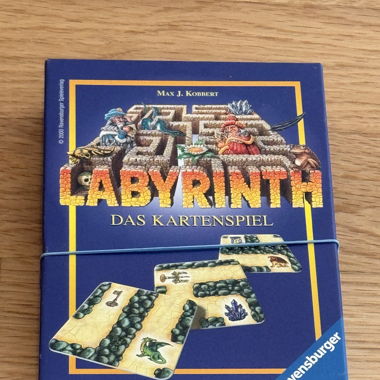 MAX J. KOBBERT
© 2000 Ravensburger Spieleverlag
LABYRINTH
DAS KARTENSPIEL
Ravensburger